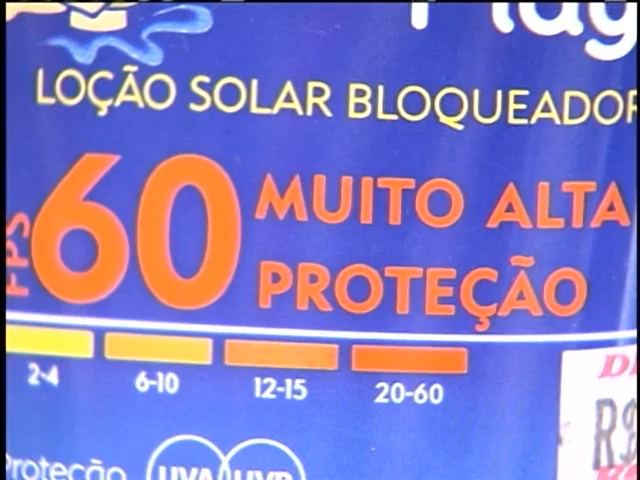 LOÇÃO SOLAR BLOQUEADOR
FPS 60 MUITO ALTA
PROTEÇÃO
2-4 6-10 12-15 20-60
R$
Proteção UVA UVB